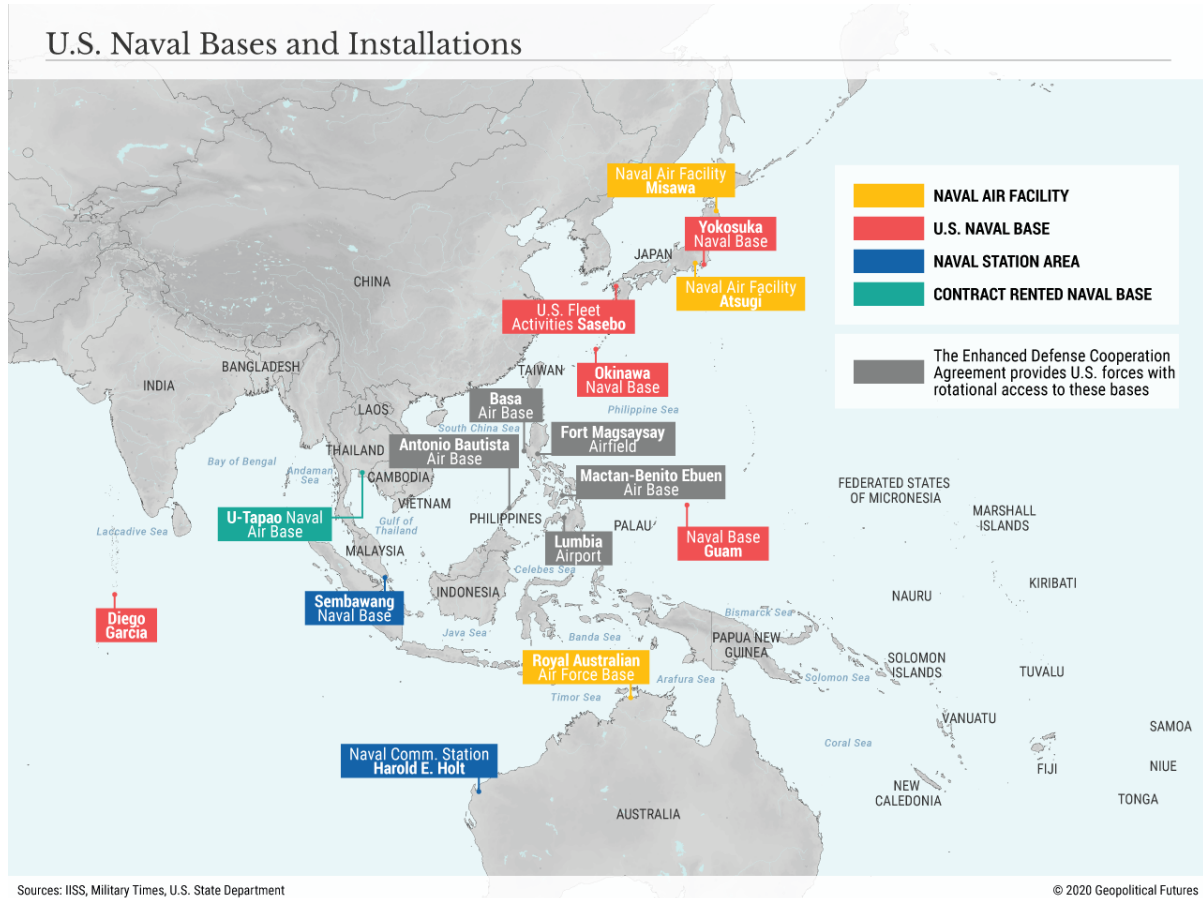 U.S. Naval Bases and Installations
NAVAL AIR FACILITY
U.S. NAVAL BASE
NAVAL STATION AREA
CONTRACT RENTED NAVAL BASE
The Enhanced Defense Cooperation
Agreement provides U.S. forces with
rotational access to these bases
Naval Air Facility
Misawa
Yokosuka
Naval Base
JAPAN
Naval Air Facility
Atsugi
CHINA
U.S. Fleet
Activities Sasebo
Okinawa
Naval Base
TAIWAN
BANGLADESH
INDIA
LAOS
Basa
Air Base
Philippine Sea
South China Sea
Fort Magsaysay
Airfield
Antonio Bautista
Air Base
THAILAND
Bay of Bengal
Andaman
Sea
CAMBODIA
Mactan-Benito Ebuen
Air Base
FEDERATED STATES
OF MICRONESIA
VIETNAM
MARSHALL
ISLANDS
U-Tapao Naval
Air Base
Gulf of
Thailand
PHILIPPINES
PALAU
Laccadive Sea
Naval Base
Guam
Lumbia
Airport
MALAYSIA
Celebes Sea
KIRIBATI
INDONESIA
NAURU
Sembawang
Naval Base
Diego
Garcia
Bismarck Sea
Java Sea
Banda Sea
PAPUA NEW
GUINEA
Royal Australian
Air Force Base
SOLOMON
ISLANDS
TUVALU
Arafura Sea
Solomon Sea
Timor Sea
VANUATU
SAMOA
Coral Sea
Naval Comm. Station
Harold E. Holt
FIJI
NIUE
NEW
CALEDONIA
TONGA
AUSTRALIA
Sources: IISS, Military Times, U.S. State Department
© 2020 Geopolitical Futures